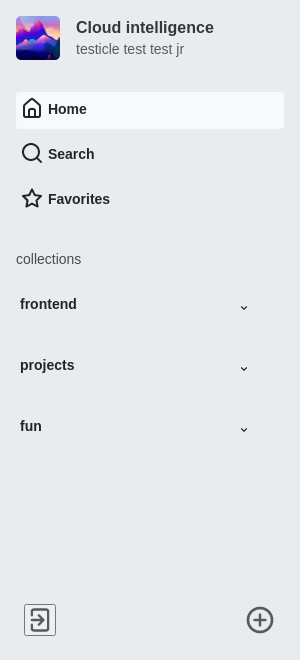 Cloud intelligence
testicle test test jr
Home
Search
Favorites
collections
frontend
projects
fun